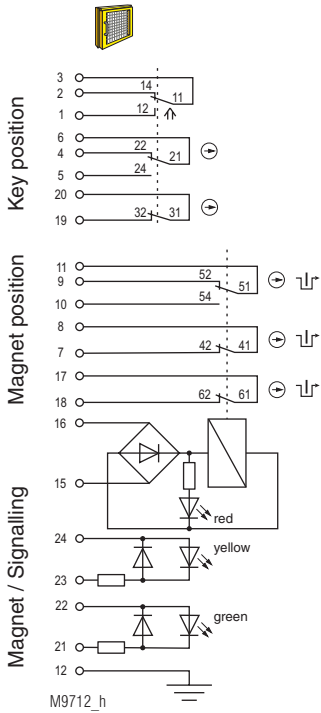 Key position
3
2 14
11
1 12
6
4 22
21
5 24
20
19 32 31
Magnet position
11
9 52
51
10 54
8
7 42 41
17
18 62 61
Magnet / Signalling
16
15
red
24
yellow
23
22
green
21
12
M9712_h